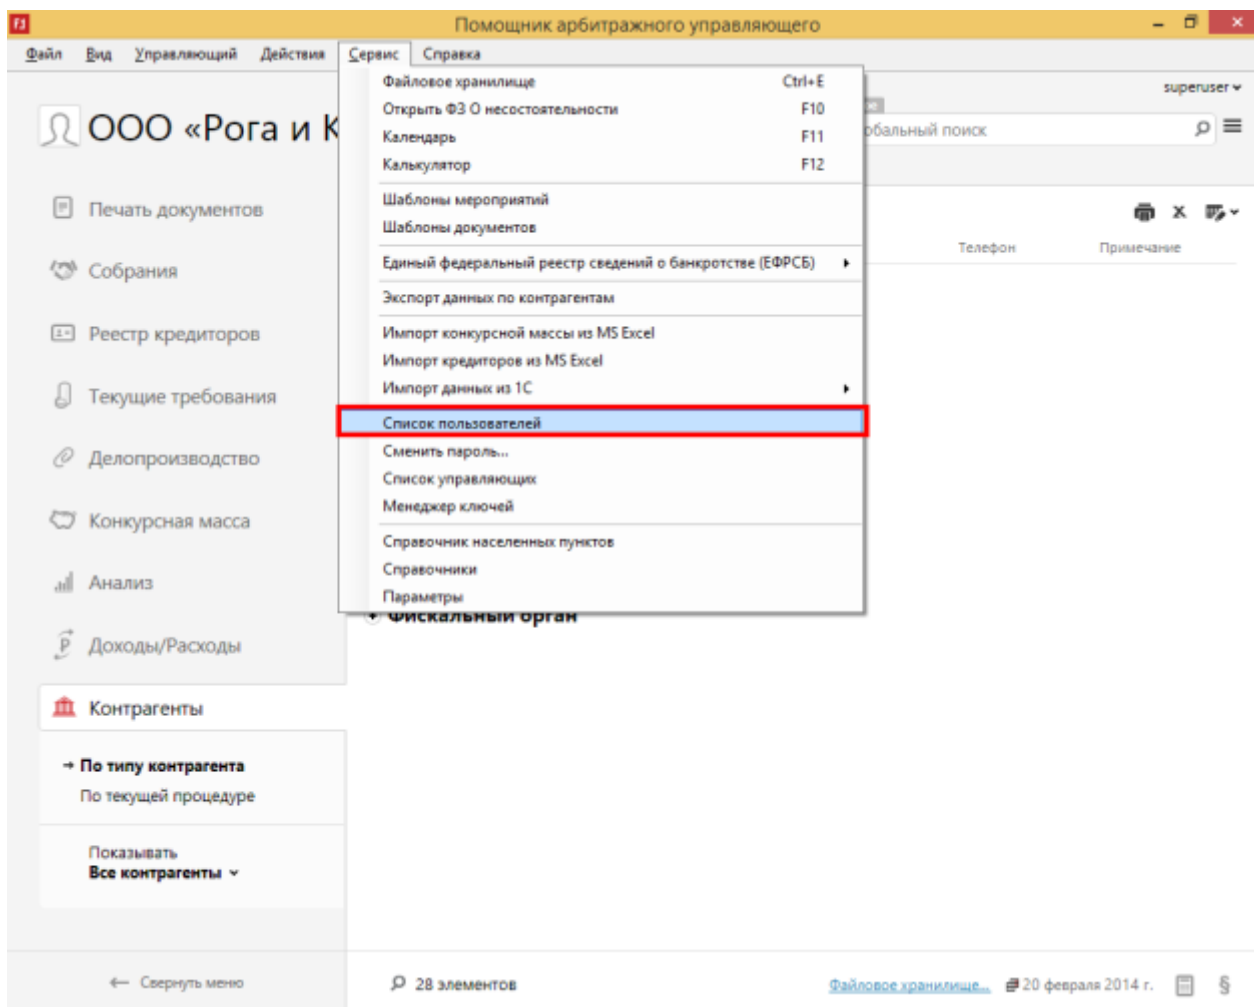 Помощник арбитражного управляющего
Файл Вид Управляющий Действия Сервис Справка
superuser
ООО «Рога и К
обальный поиск
Файловое хранилище Ctrl+E
Открыть ФЗ О несостоятельности F10
Календарь F11
Калькулятор F12
Шаблоны мероприятий
Шаблоны документов
Единый федеральный реестр сведений о банкротстве (ЕФРСБ)
Экспорт данных по контрагентам
Импорт конкурсной массы из MS Excel
Импорт кредиторов из MS Excel
Импорт данных из 1С
Список пользователей
Сменить пароль...
Список управляющих
Менеджер ключей
Справочник населенных пунктов
Справочники
Параметры
Телефон Примечание
Фискальный орган
Печать документов
Собрания
Реестр кредиторов
Текущие требования
Делопроизводство
Конкурсная масса
Анализ
Доходы/Расходы
Контрагенты
→ По типу контрагента
По текущей процедуре
Показывать
Все контрагенты
← Свернуть меню
28 элементов
Файловое хранилище... 20 февраля 2014 г. §